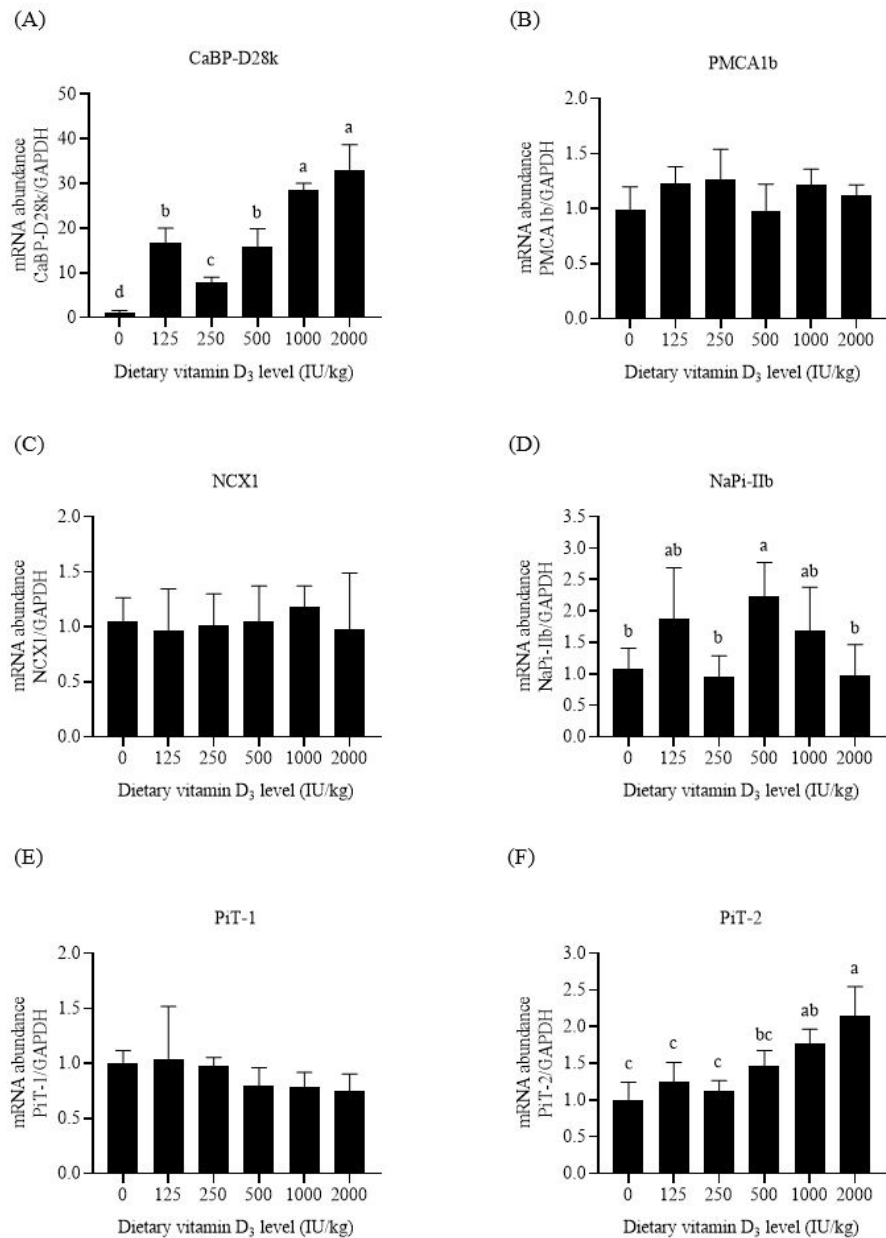 (A)
CaBP-D28k
mRNA abundance
CaBP-D28k/GAPDH
50
40
30
20
10
0
d
b
c
b
a
a
0 125 250 500 1000 2000
Dietary vitamin D₃ level (IU/kg)
(B)
PMCA1b
mRNA abundance
PMCA1b/GAPDH
2.0
1.5
1.0
0.5
0.0
0 125 250 500 1000 2000
Dietary vitamin D₃ level (IU/kg)
(C)
NCX1
mRNA abundance
NCX1/GAPDH
2.0
1.5
1.0
0.5
0.0
0 125 250 500 1000 2000
Dietary vitamin D₃ level (IU/kg)
(D)
NaPi-IIb
mRNA abundance
NaPi-IIb/GAPDH
3.5
3.0
2.5
2.0
1.5
1.0
0.5
0.0
b
ab
b
a
ab
b
0 125 250 500 1000 2000
Dietary vitamin D₃ level (IU/kg)
(E)
PiT-1
mRNA abundance
PiT-1/GAPDH
2.0
1.5
1.0
0.5
0.0
0 125 250 500 1000 2000
Dietary vitamin D₃ level (IU/kg)
(F)
PiT-2
mRNA abundance
PiT-2/GAPDH
3.0
2.5
2.0
1.5
1.0
0.5
0.0
c
c
c
bc
ab
a
0 125 250 500 1000 2000
Dietary vitamin D₃ level (IU/kg)